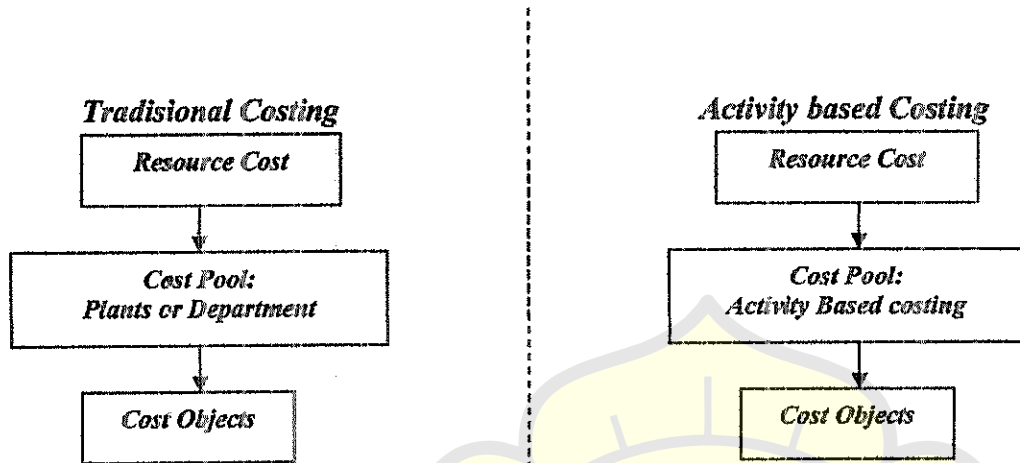 Tradisional Costing
Resource Cost
Cost Pool:
Plants or Department
Cost Objects
Activity based Costing
Resource Cost
Cost Pool:
Activity Based costing
Cost Objects